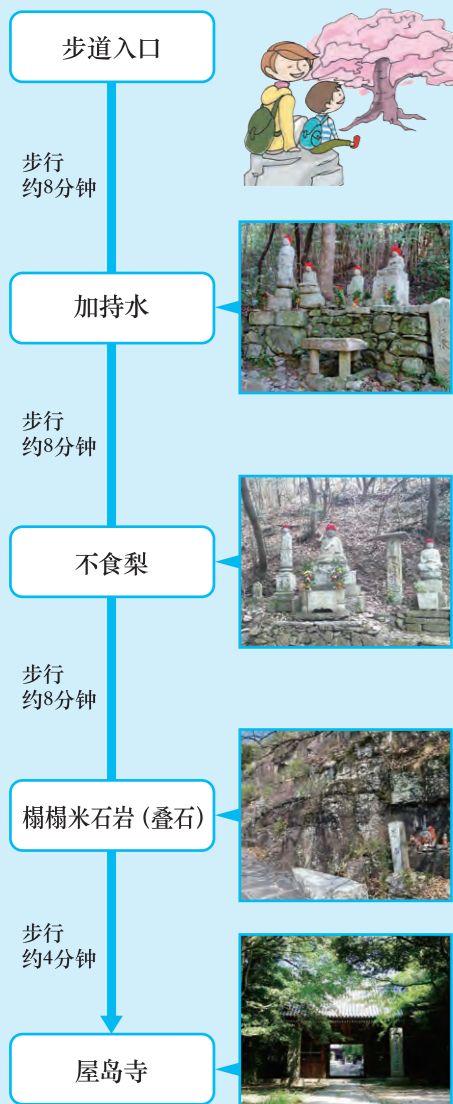 步道入口
步行
约8分钟
加持水
步行
约8分钟
不食梨
步行
约8分钟
榻榻米石岩 (叠石)
步行
约4分钟
屋岛寺